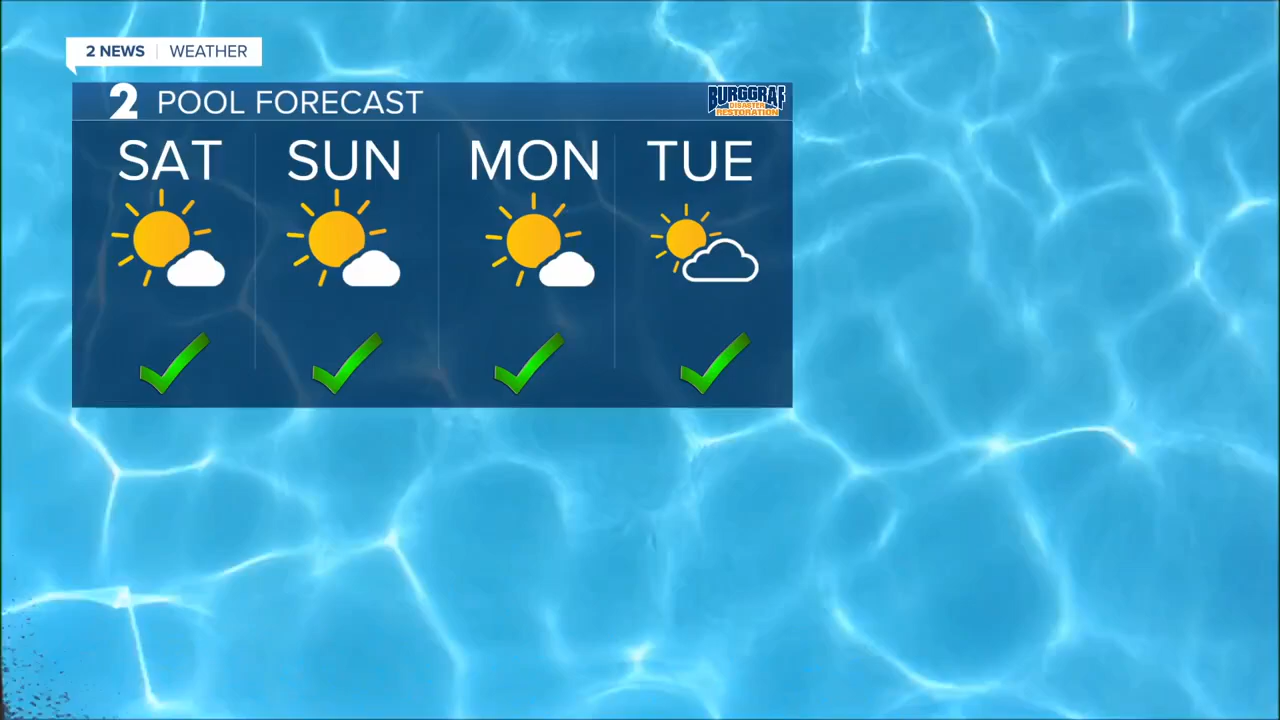 2 NEWS | WEATHER
2 POOL FORECAST
BURGGRAF
DISASTER
RESTORATION
SAT SUN MON TUE